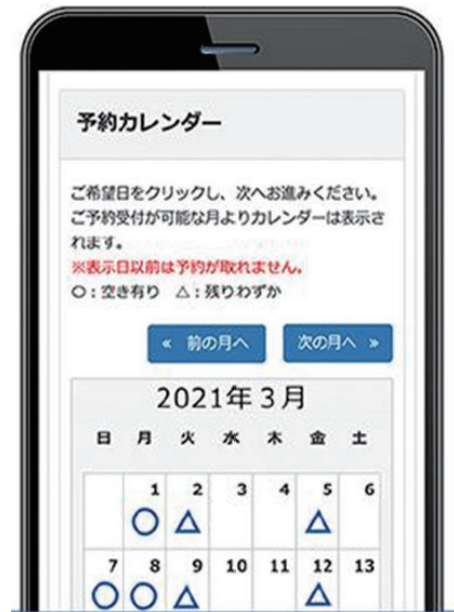 予約カレンダー
ご希望日をクリックし、次へお進みください。
ご予約受付が可能な月よりカレンダーは表示さ
れます。
※表示日以前は予約が取れません。
○：空き有り　△：残りわずか
« 前の月へ　次の月へ »
2021年３月
日 月 火 水 木 金 土
1 2 3 4 5 6
○ △ △
7 8 9 10 11 12 13
○ ○ △ △